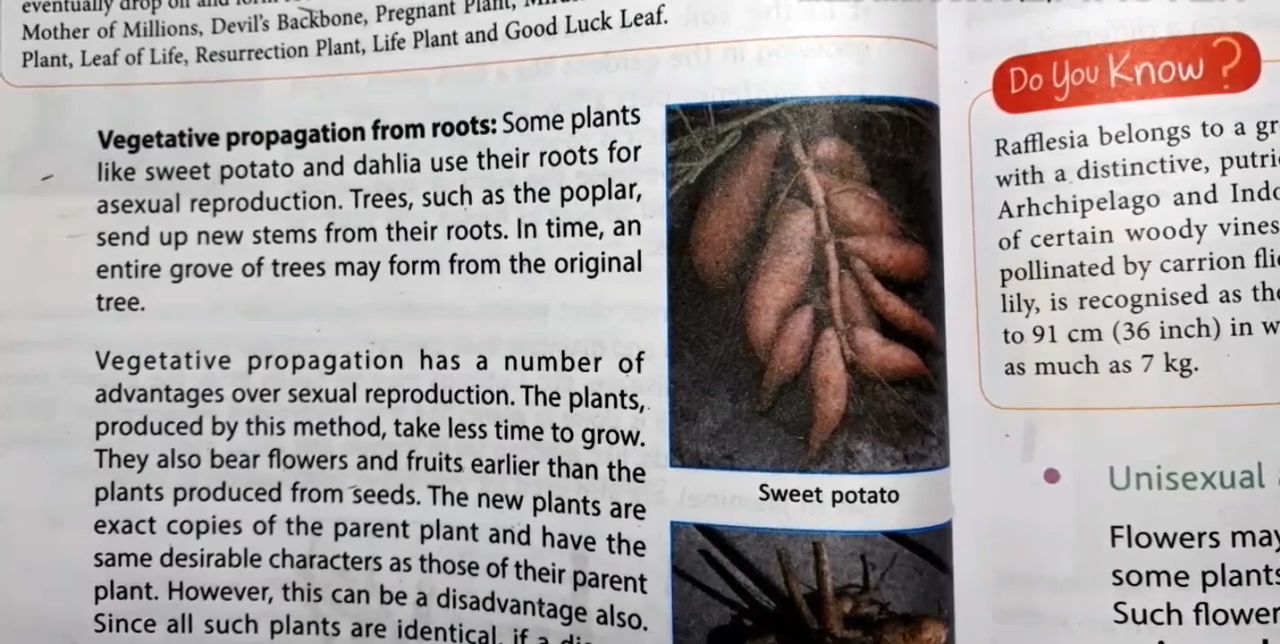 eventually drop off and form
Mother of Millions, Devil's Backbone, Pregnant Plant,
Plant, Leaf of Life, Resurrection Plant, Life Plant and Good Luck Leaf.
Vegetative propagation from roots: Some plants
like sweet potato and dahlia use their roots for
asexual reproduction. Trees, such as the poplar,
send up new stems from their roots. In time, an
entire grove of trees may form from the original
tree.
Vegetative propagation has a number of
advantages over sexual reproduction. The plants,
produced by this method, take less time to grow.
They also bear flowers and fruits earlier than the
plants produced from seeds. The new plants are
exact copies of the parent plant and have the
same desirable characters as those of their parent
plant. However, this can be a disadvantage also.
Since all such plants are identical, if a
Sweet potato
Do You Know ?
Rafflesia belongs to a
with a distinctive,
Arhchipelago and
of certain woody vines
pollinated by carrion
lily, is recognised as
to 91 cm (36 inch) in
as much as 7 kg.
• Unisexual
Flowers may
some plants
Such